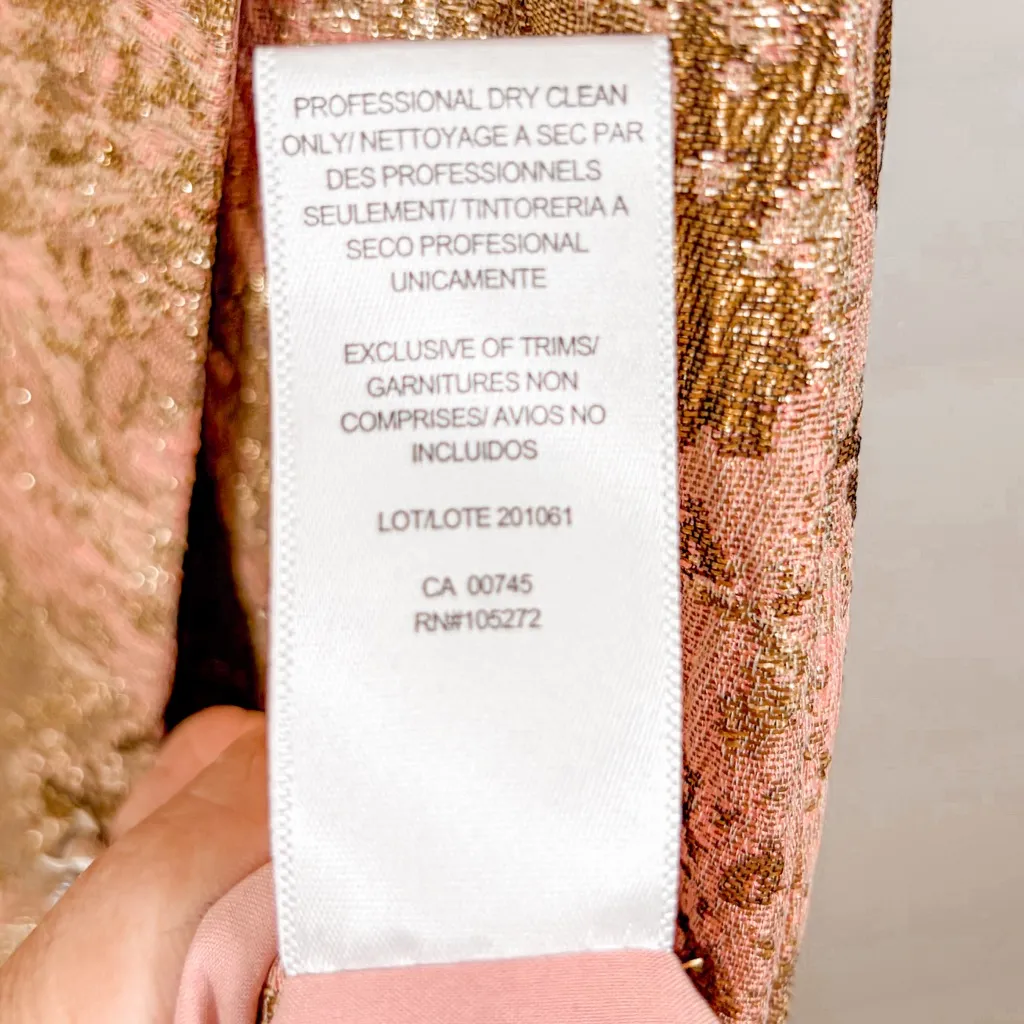 PROFESSIONAL DRY CLEAN
ONLY/ NETTOYAGE A SEC PAR
DES PROFESSIONNELS
SEULEMENT/ TINTORERIA A
SECO PROFESIONAL
UNICAMENTE
EXCLUSIVE OF TRIMS/
GARNITURES NON
COMPRISES/ AVIOS NO
INCLUIDOS
LOT/LOTE 201061
CA 00745
RN#105272